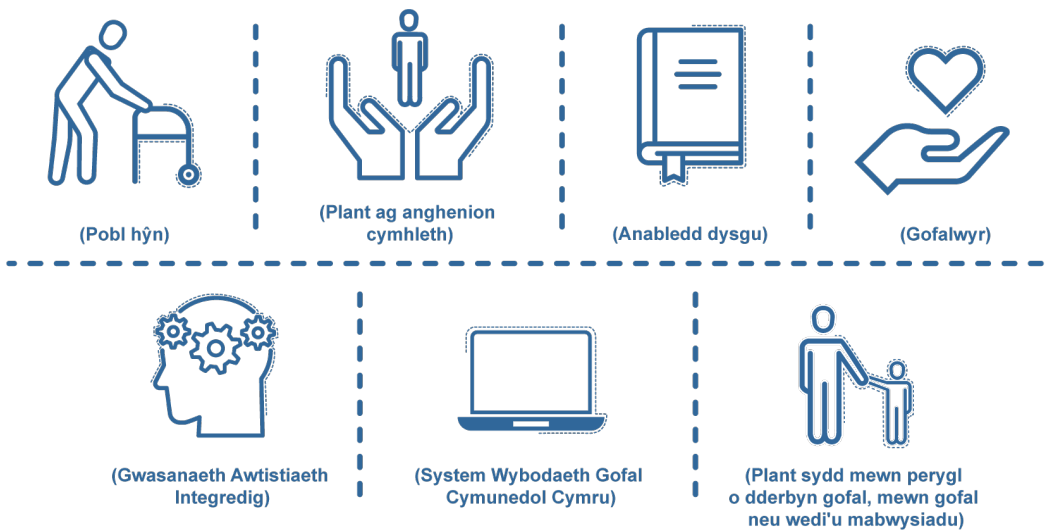 (Pobl hŷn)
(Plant ag anghenion
cymhleth)
(Anabledd dysgu)
(Gofalwyr)
(Gwasanaeth Awtistiaeth
Integredig)
(System Wybodaeth Gofal
Cymunedol Cymru)
(Plant sydd mewn perygl
o dderbyn gofal, mewn gofal
neu wedi'u mabwysiadu)